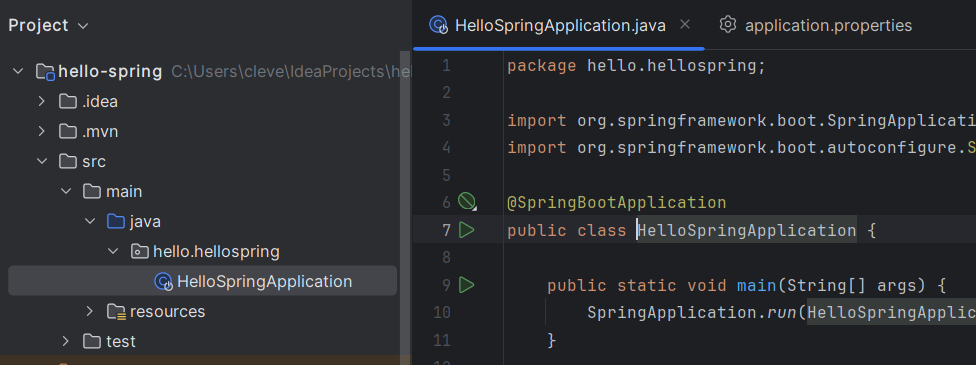 Project
hello-spring C:\Users\cleve\IdeaProjects\he
.idea
.mvn
src
main
java
hello.hellospring
HelloSpringApplication
resources
test
HelloSpringApplication.java
application.properties
1 package hello.hellospring;
2
3 import org.springframework.boot.SpringApplicati
4 import org.springframework.boot.autoconfigure.S
5
6 @SpringBootApplication
7 public class HelloSpringApplication {
8
9 public static void main(String[] args) {
10 SpringApplication.run(HelloSpringApplic
11 }